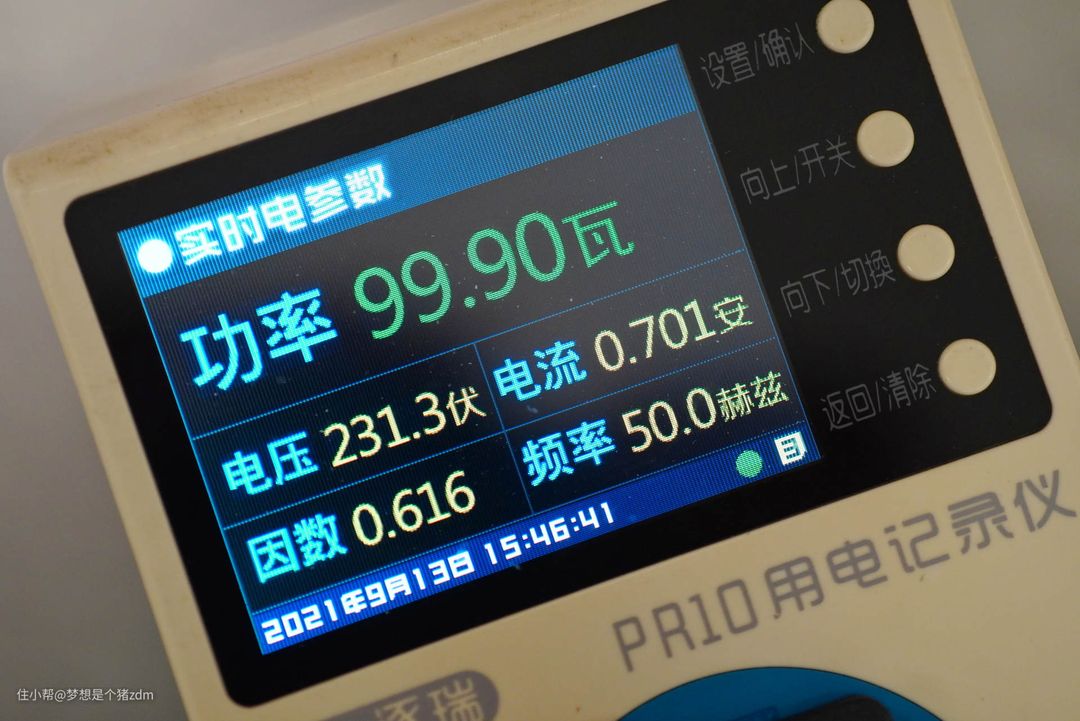 实时电参数
功率 99.90瓦
电压 231.3伏
电流 0.701安
因数 0.616
频率 50.0赫兹
2021年9月13日 15:46:41
设置/确认
向上/开关
向下/切换
返回/清除
PR10用电记录仪
逐瑞
住小帮@梦想是个猪zdm